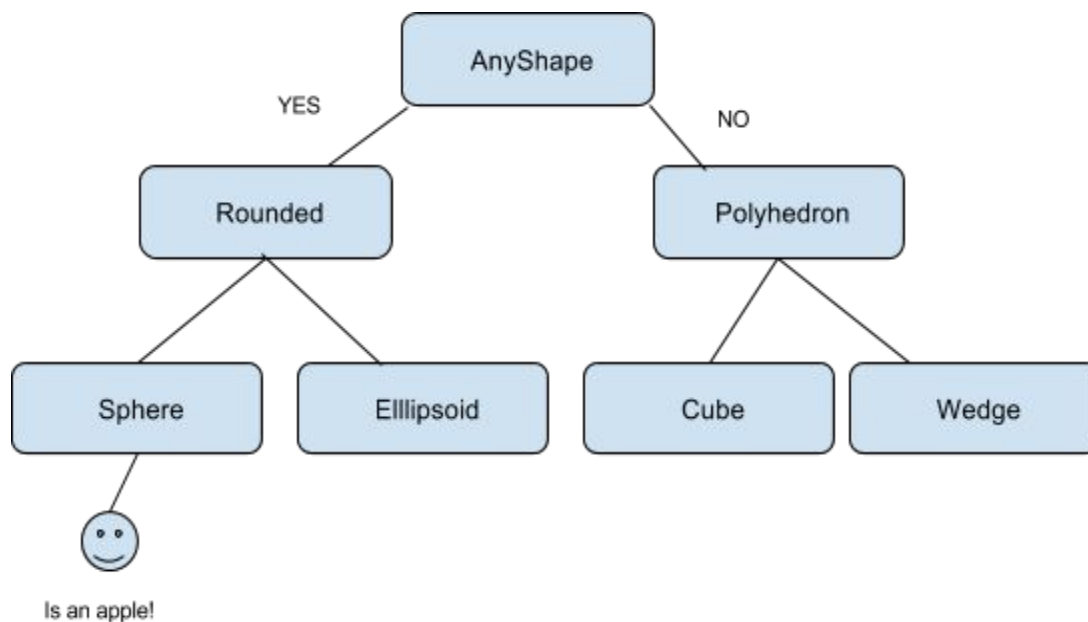 AnyShape
YES
NO
Rounded
Polyhedron
Sphere
Elllipsoid
Cube
Wedge
Is an apple!